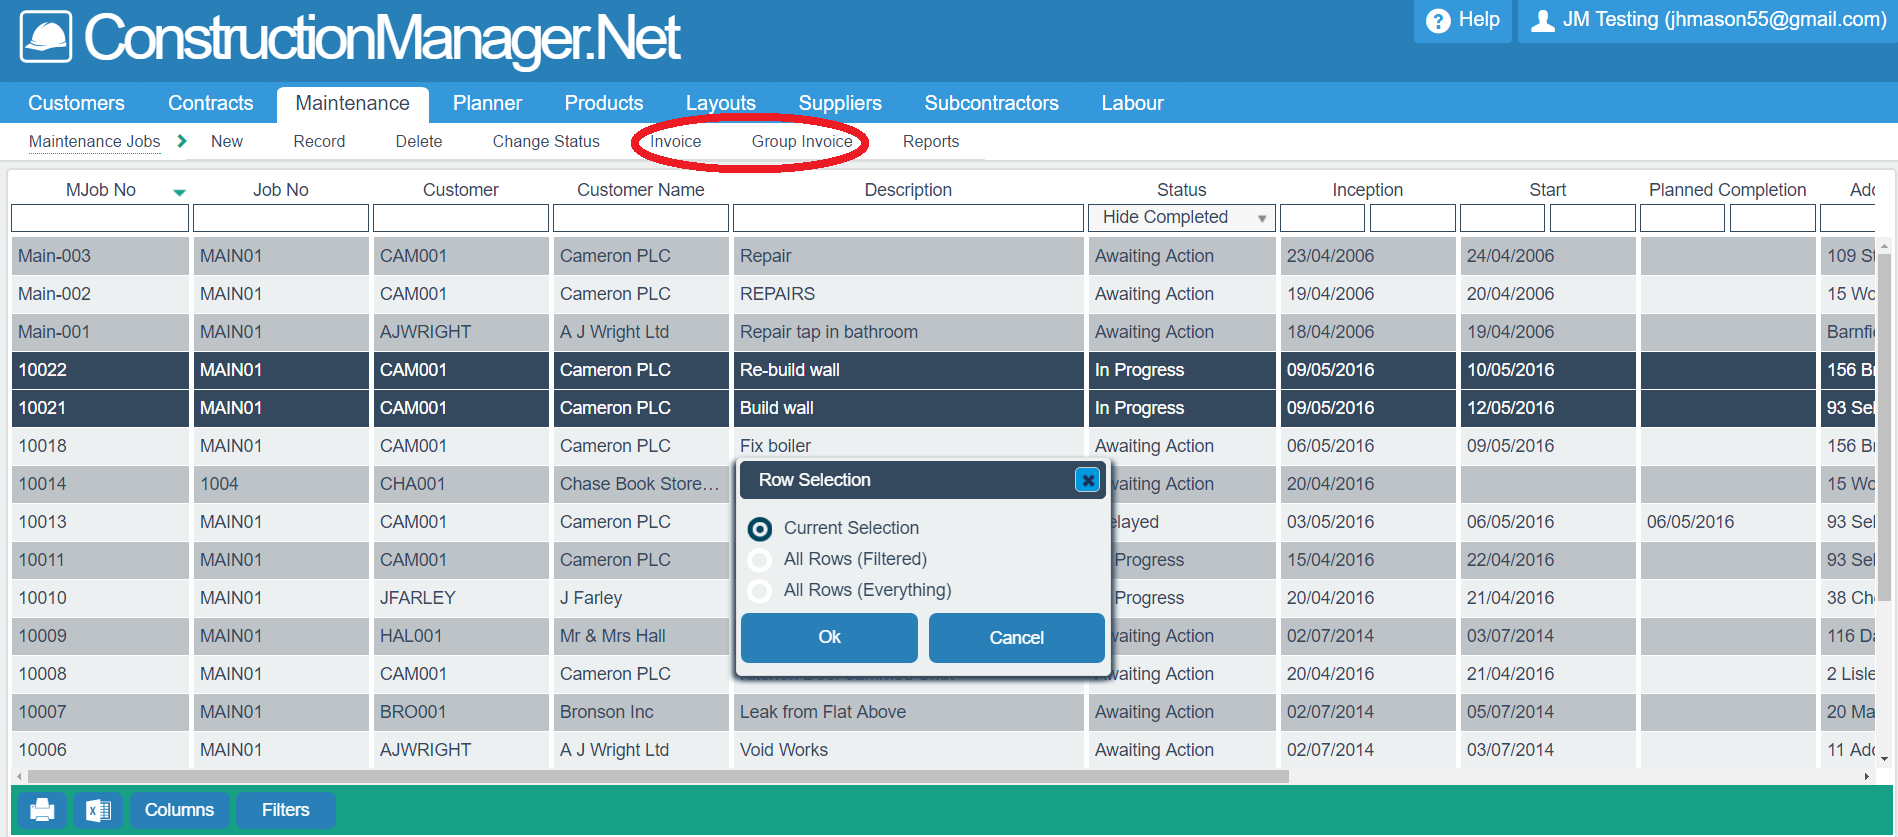 ConstructionManager.Net
? Help
JM Testing (jhmason55@gmail.com)
Customers Contracts Maintenance Planner Products Layouts Suppliers Subcontractors Labour
Maintenance Jobs New Record Delete Change Status Invoice Group Invoice Reports
MJob No Job No Customer Customer Name Description Status Inception Start Planned Completion Adc
Hide Completed
Main-003 MAIN01 CAM001 Cameron PLC Repair Awaiting Action 23/04/2006 24/04/2006 109 St
Main-002 MAIN01 CAM001 Cameron PLC REPAIRS Awaiting Action 19/04/2006 20/04/2006 15 Wo
Main-001 MAIN01 AJWRIGHT A J Wright Ltd Repair tap in bathroom Awaiting Action 18/04/2006 19/04/2006 Barnfi
10022 MAIN01 CAM001 Cameron PLC Re-build wall In Progress 09/05/2016 10/05/2016 156 Br
10021 MAIN01 CAM001 Cameron PLC Build wall In Progress 09/05/2016 12/05/2016 93 Sel
10018 MAIN01 CAM001 Cameron PLC Fix boiler Awaiting Action 06/05/2016 09/05/2016 156 Br
10014 1004 CHA001 Chase Book Store... waiting Action 20/04/2016 15 Wo
10013 MAIN01 CAM001 Cameron PLC elayed 03/05/2016 06/05/2016 06/05/2016 93 Sel
10011 MAIN01 CAM001 Cameron PLC Progress 15/04/2016 22/04/2016 93 Sel
10010 MAIN01 JFARLEY J Farley Progress 20/04/2016 21/04/2016 38 Ch
10009 MAIN01 HAL001 Mr & Mrs Hall waiting Action 02/07/2014 03/07/2014 116 Da
10008 MAIN01 CAM001 Cameron PLC waiting Action 20/04/2016 21/04/2016 2 Lisle
10007 MAIN01 BRO001 Bronson Inc Leak from Flat Above Awaiting Action 02/07/2014 05/07/2014 20 Ma
10006 MAIN01 AJWRIGHT A J Wright Ltd Void Works Awaiting Action 02/07/2014 03/07/2014 11 Add
Row Selection
Current Selection
All Rows (Filtered)
All Rows (Everything)
Ok Cancel
Columns Filters